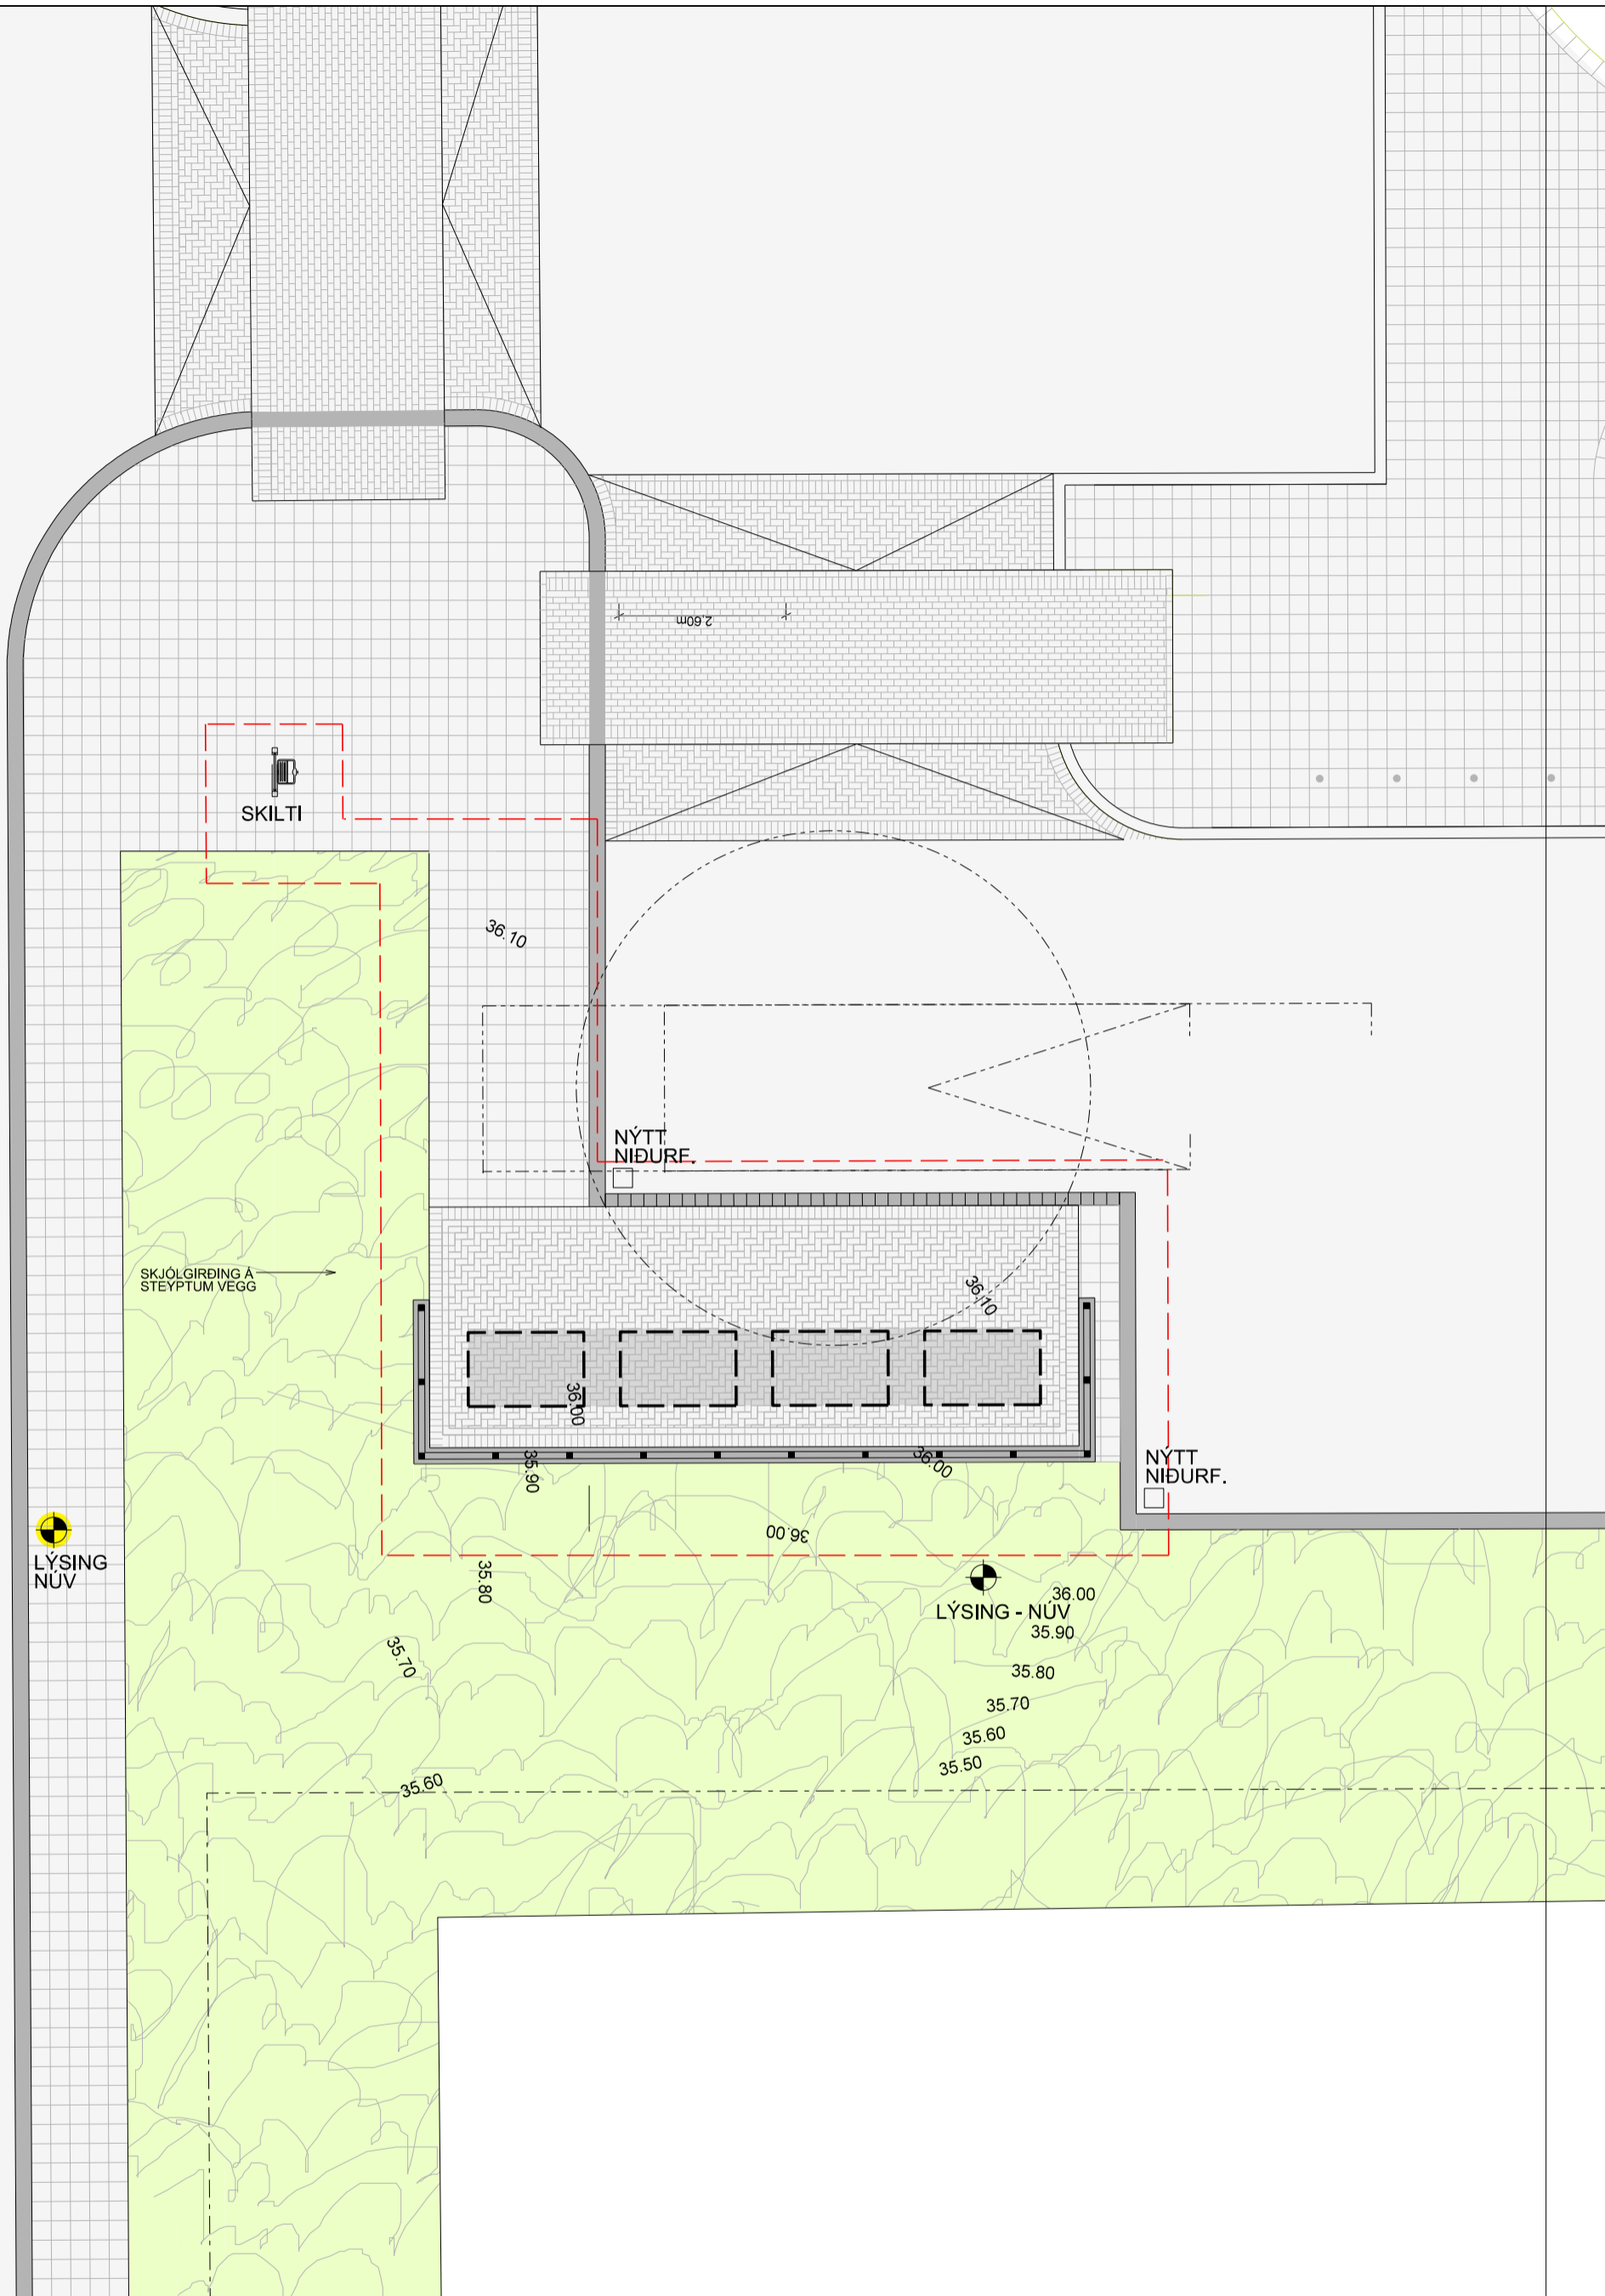 2,60m
SKILTI
36.10
NÝTT
NIÐURF.
SKJÓLGIRÐING Á
STEYPTUM VEGG
36.10
36.00
35.90
36.00
NÝTT
NIÐURF.
36.00
LÝSING
NÚV
35.80
36.00
LÝSING - NÚV
35.90
35.70
35.80
35.70
35.60
35.50
35.60